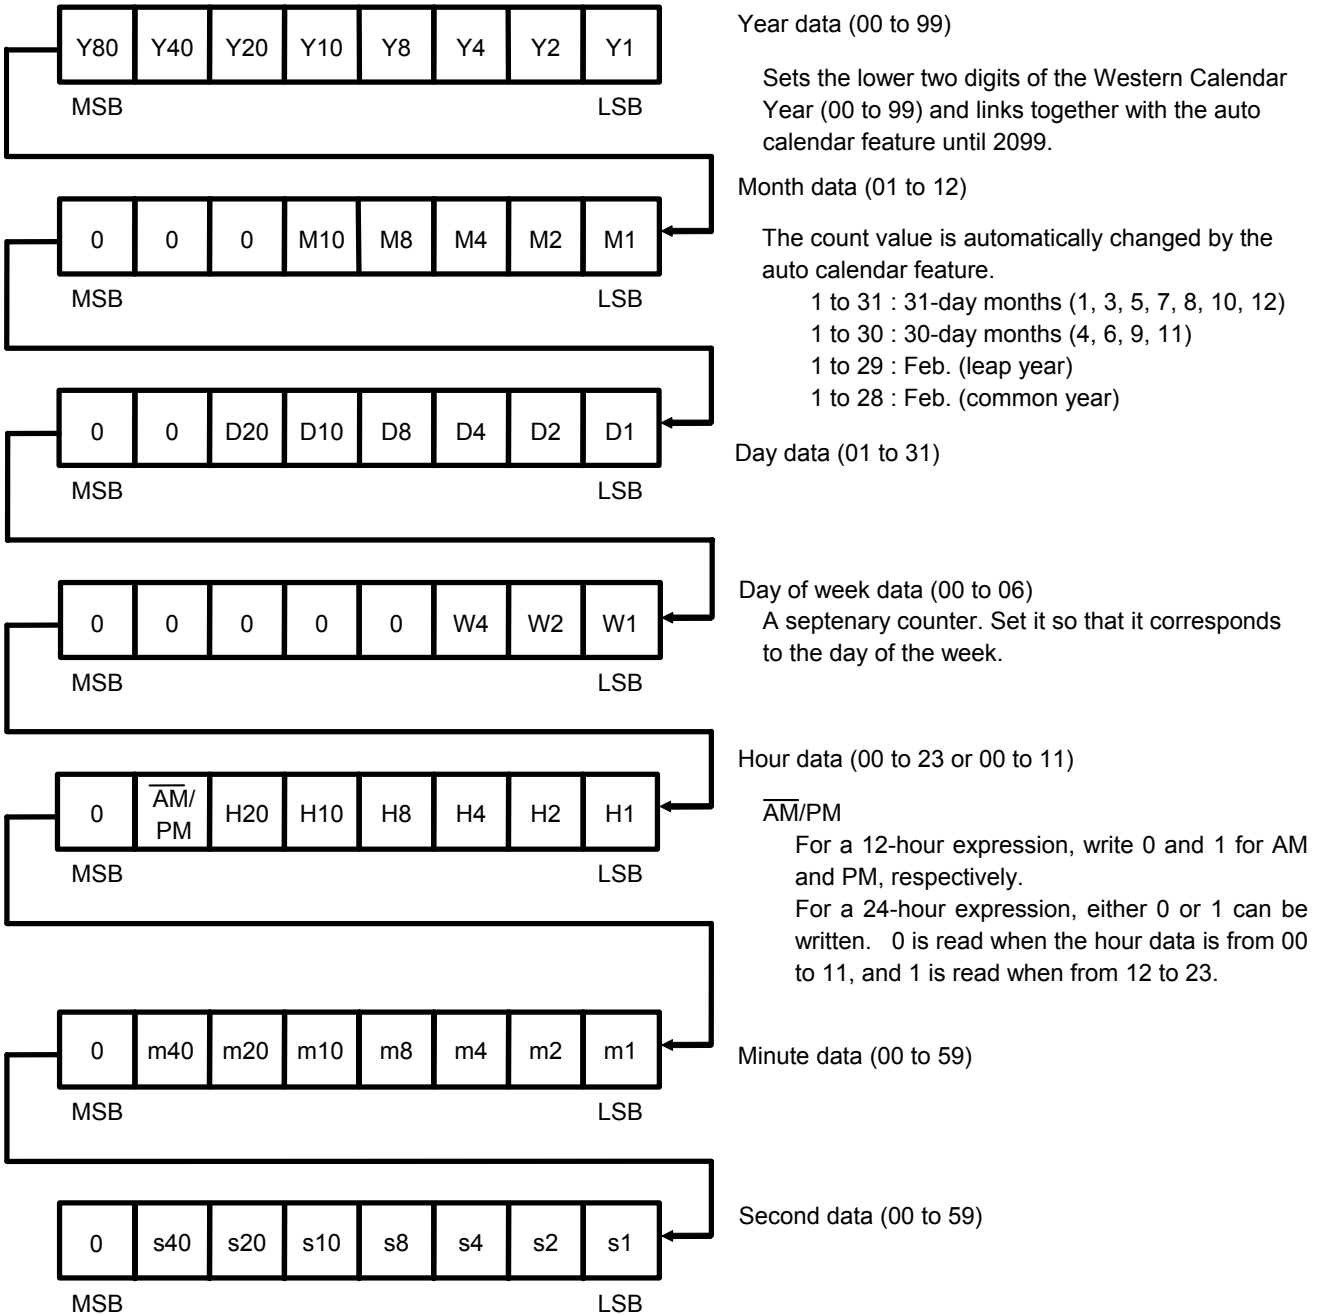 Y80 Y40 Y20 Y10 Y8 Y4 Y2 Y1
MSB LSB
Year data (00 to 99)
Sets the lower two digits of the Western Calendar
Year (00 to 99) and links together with the auto
calendar feature until 2099.
0 0 0 M10 M8 M4 M2 M1
MSB LSB
Month data (01 to 12)
The count value is automatically changed by the
auto calendar feature.
1 to 31 : 31-day months (1, 3, 5, 7, 8, 10, 12)
1 to 30 : 30-day months (4, 6, 9, 11)
1 to 29 : Feb. (leap year)
1 to 28 : Feb. (common year)
0 0 D20 D10 D8 D4 D2 D1
MSB LSB
Day data (01 to 31)
0 0 0 0 0 W4 W2 W1
MSB LSB
Day of week data (00 to 06)
A septenary counter. Set it so that it corresponds
to the day of the week.
0 A̅M̅/PM H20 H10 H8 H4 H2 H1
MSB LSB
Hour data (00 to 23 or 00 to 11)
A̅M̅/PM
For a 12-hour expression, write 0 and 1 for AM
and PM, respectively.
For a 24-hour expression, either 0 or 1 can be
written. 0 is read when the hour data is from 00
to 11, and 1 is read when from 12 to 23.
0 m40 m20 m10 m8 m4 m2 m1
MSB LSB
Minute data (00 to 59)
0 s40 s20 s10 s8 s4 s2 s1
MSB LSB
Second data (00 to 59)